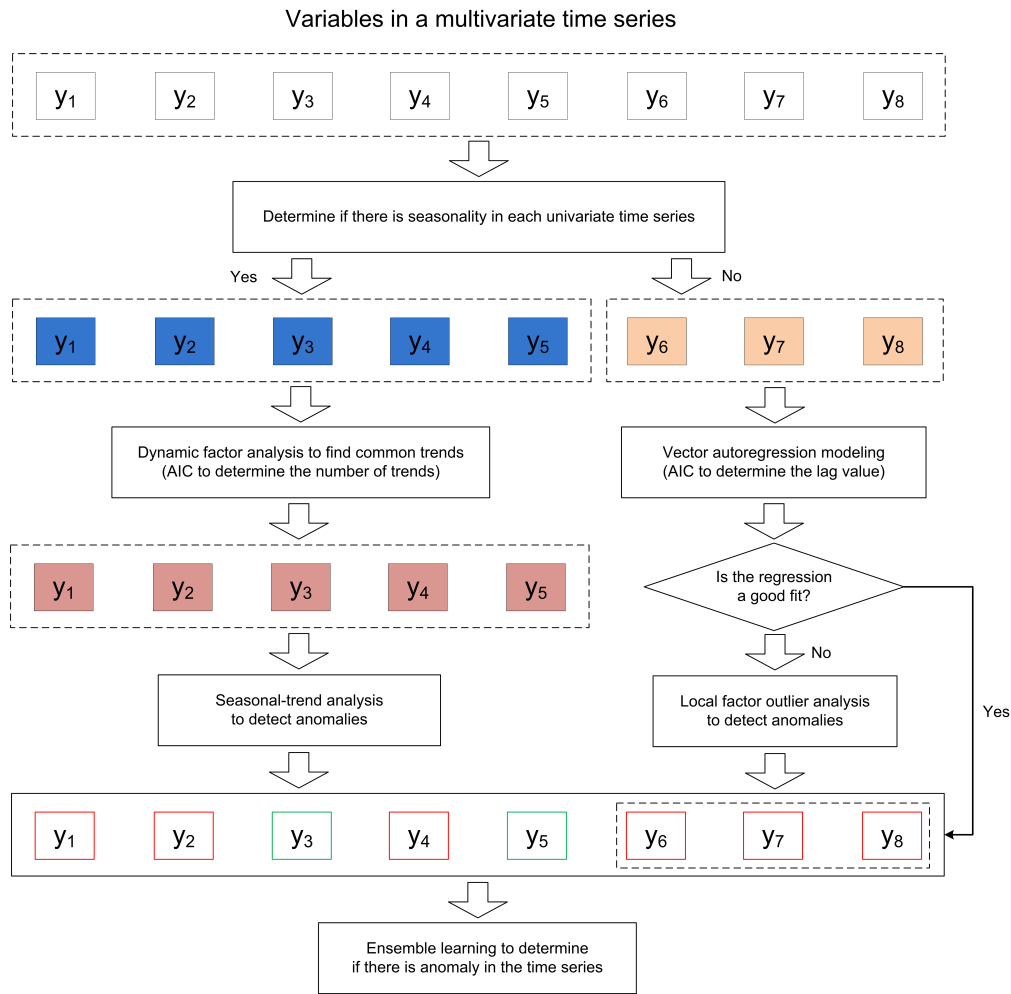 Variables in a multivariate time series
y1 y2 y3 y4 y5 y6 y7 y8
Determine if there is seasonality in each univariate time series
Yes
No
y1 y2 y3 y4 y5
y6 y7 y8
Dynamic factor analysis to find common trends
(AIC to determine the number of trends)
Vector autoregression modeling
(AIC to determine the lag value)
y1 y2 y3 y4 y5
Is the regression
a good fit?
No
Yes
Seasonal-trend analysis
to detect anomalies
Local factor outlier analysis
to detect anomalies
y1 y2 y3 y4 y5 y6 y7 y8
Ensemble learning to determine
if there is anomaly in the time series